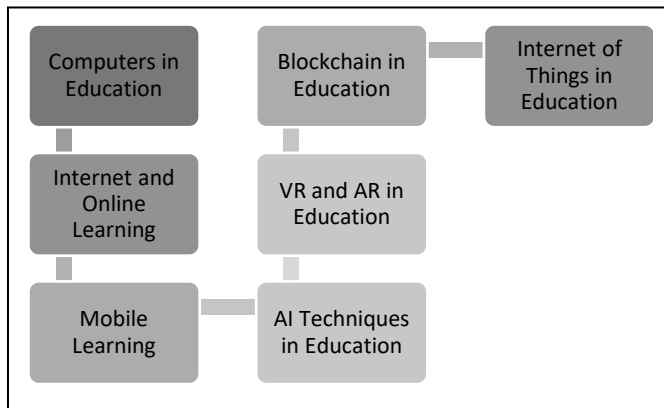 Computers in
Education
Internet and
Online
Learning
Mobile
Learning
AI Techniques
in Education
VR and AR in
Education
Blockchain in
Education
Internet of
Things in
Education